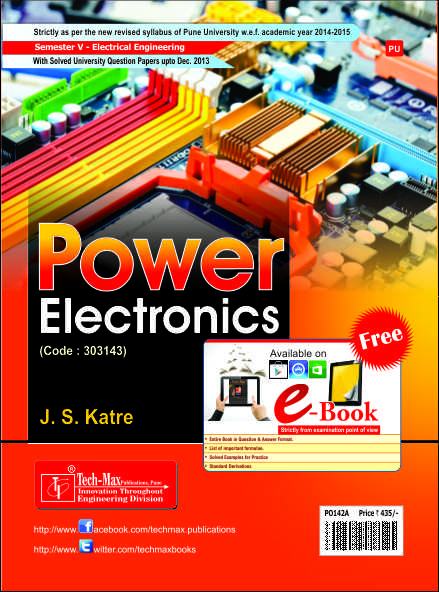 Strictly as per the new revised syllabus of Pune University w.e.f. academic year 2014-2015
Semester V - Electrical Engineering
PU
With Solved University Question Papers upto Dec. 2013
Power
Electronics
(Code : 303143)
Free
Available on
e-Book
Strictly from examination point of view
• Entire Book in Question & Answer Format.
• List of important formulae.
• Solved Examples for Practice
• Standard Derivations
J. S. Katre
®
Tech-Max Publications, Pune
Innovation Throughout
Engineering Division
PO142A Price ₹ 435/-
http://www.facebook.com/techmax.publications
http://www.twitter.com/techmaxbooks